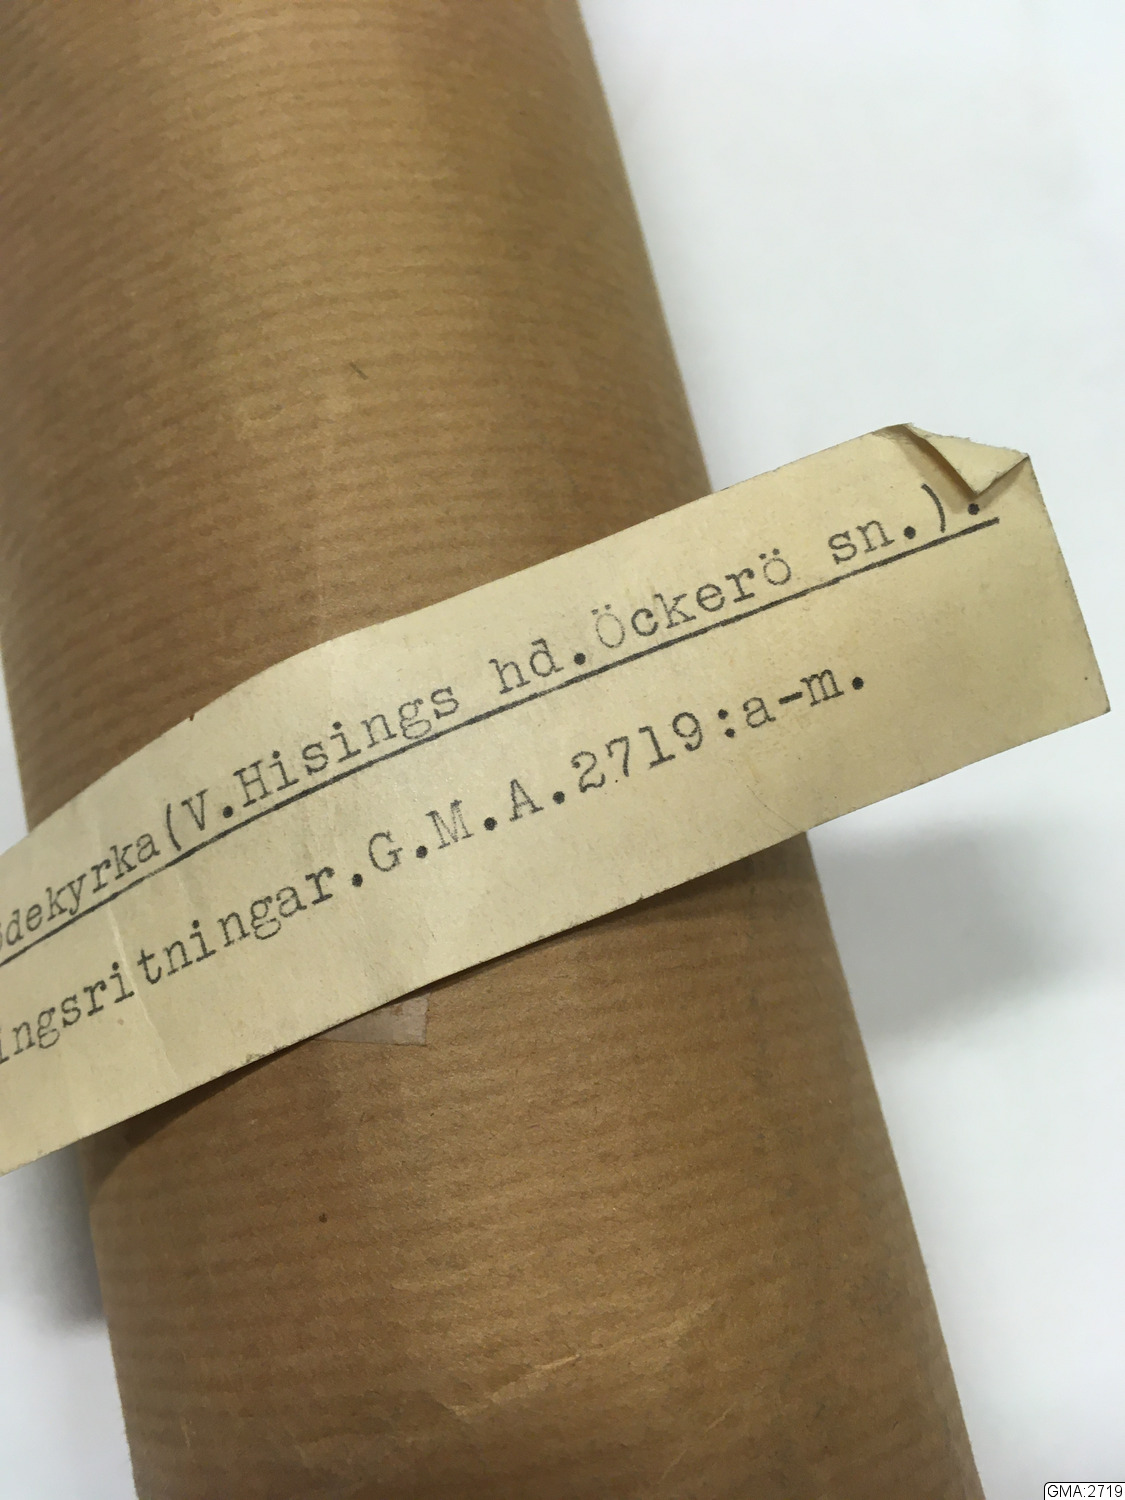 ödekyrka(V.Hisings hd.Öckerö sn.).
ingsritningar.G.M.A.2719:a-m.
GMA:2719